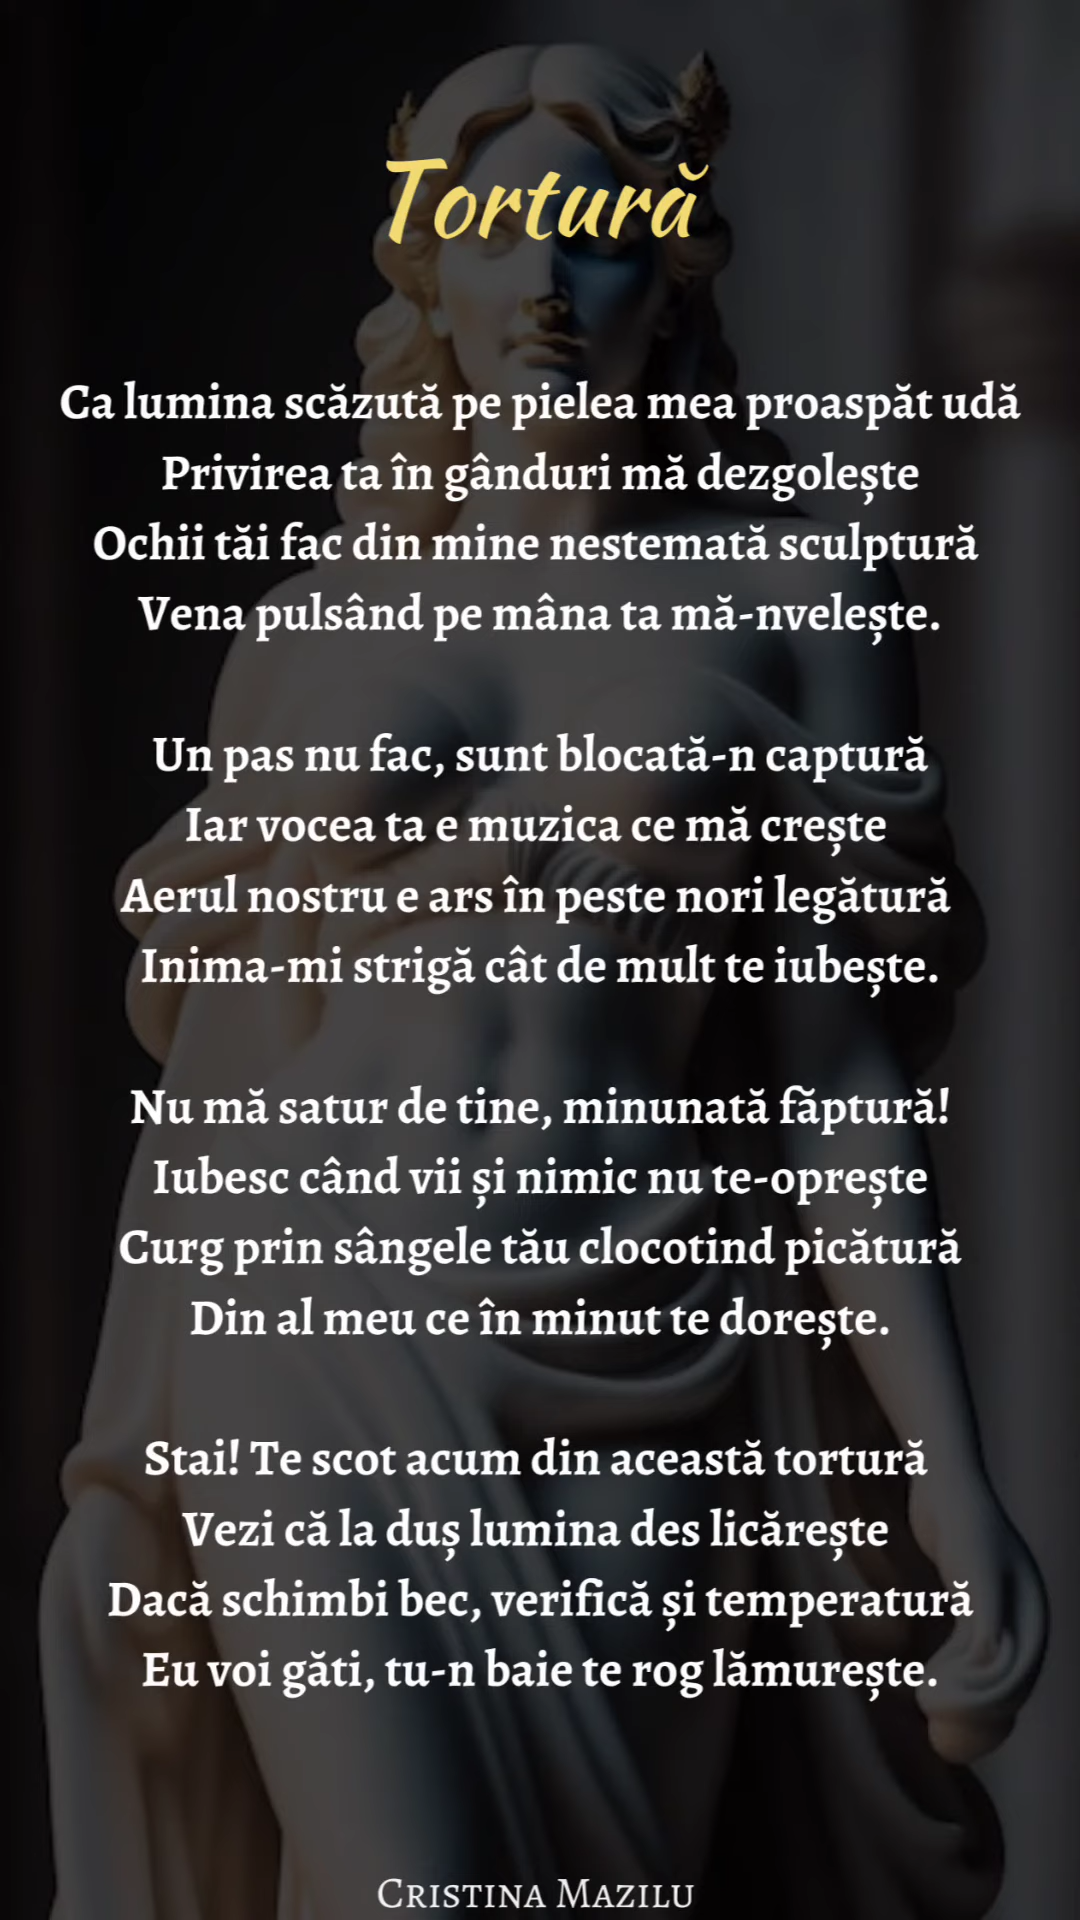 Tortură
Ca lumina scăzută pe pielea mea proaspăt udă
Privirea ta în gânduri mă dezgolește
Ochii tăi fac din mine nestemată sculptură
Vena pulsând pe mâna ta mă-nvelește.
Un pas nu fac, sunt blocată-n captură
Iar vocea ta e muzica ce mă crește
Aerul nostru e ars în peste nori legătură
Inima-mi strigă cât de mult te iubește.
Nu mă satur de tine, minunată făptură!
Iubesc când vii și nimic nu te-oprește
Curg prin sângele tău clocotind picătură
Din al meu ce în minut te dorește.
Stai! Te scot acum din această tortură
Vezi că la duș lumina des licărește
Dacă schimbi bec, verifică și temperatură
Eu voi găti, tu-n baie te rog lămurește.
Cristina Mazilu